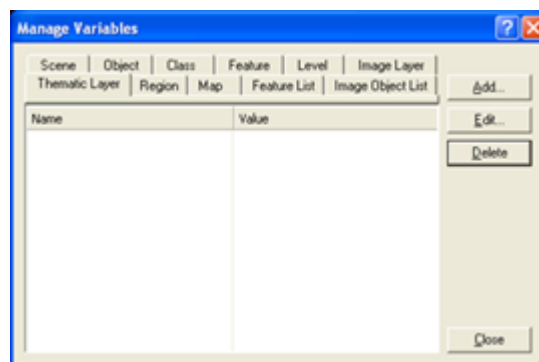 Manage Variables
?
X
Scene Object Class Feature Level Image Layer
Thematic Layer Region Map Feature List Image Object List
Add...
Name Value
Edit...
Delete
Close